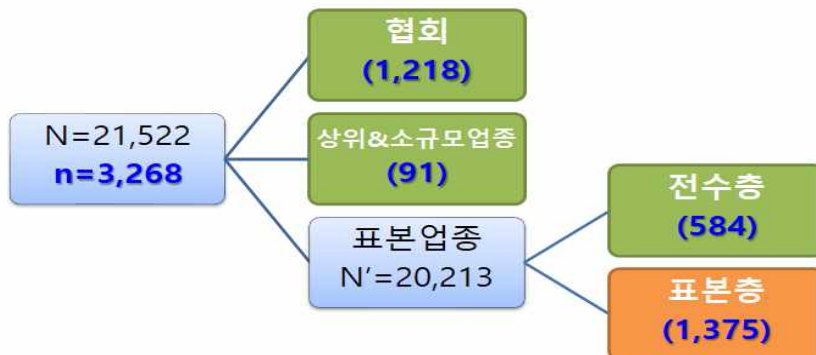 협회
(1,218)
N=21,522
n=3,268
상위&소규모업종
(91)
표본업종
N’=20,213
전수층
(584)
표본층
(1,375)